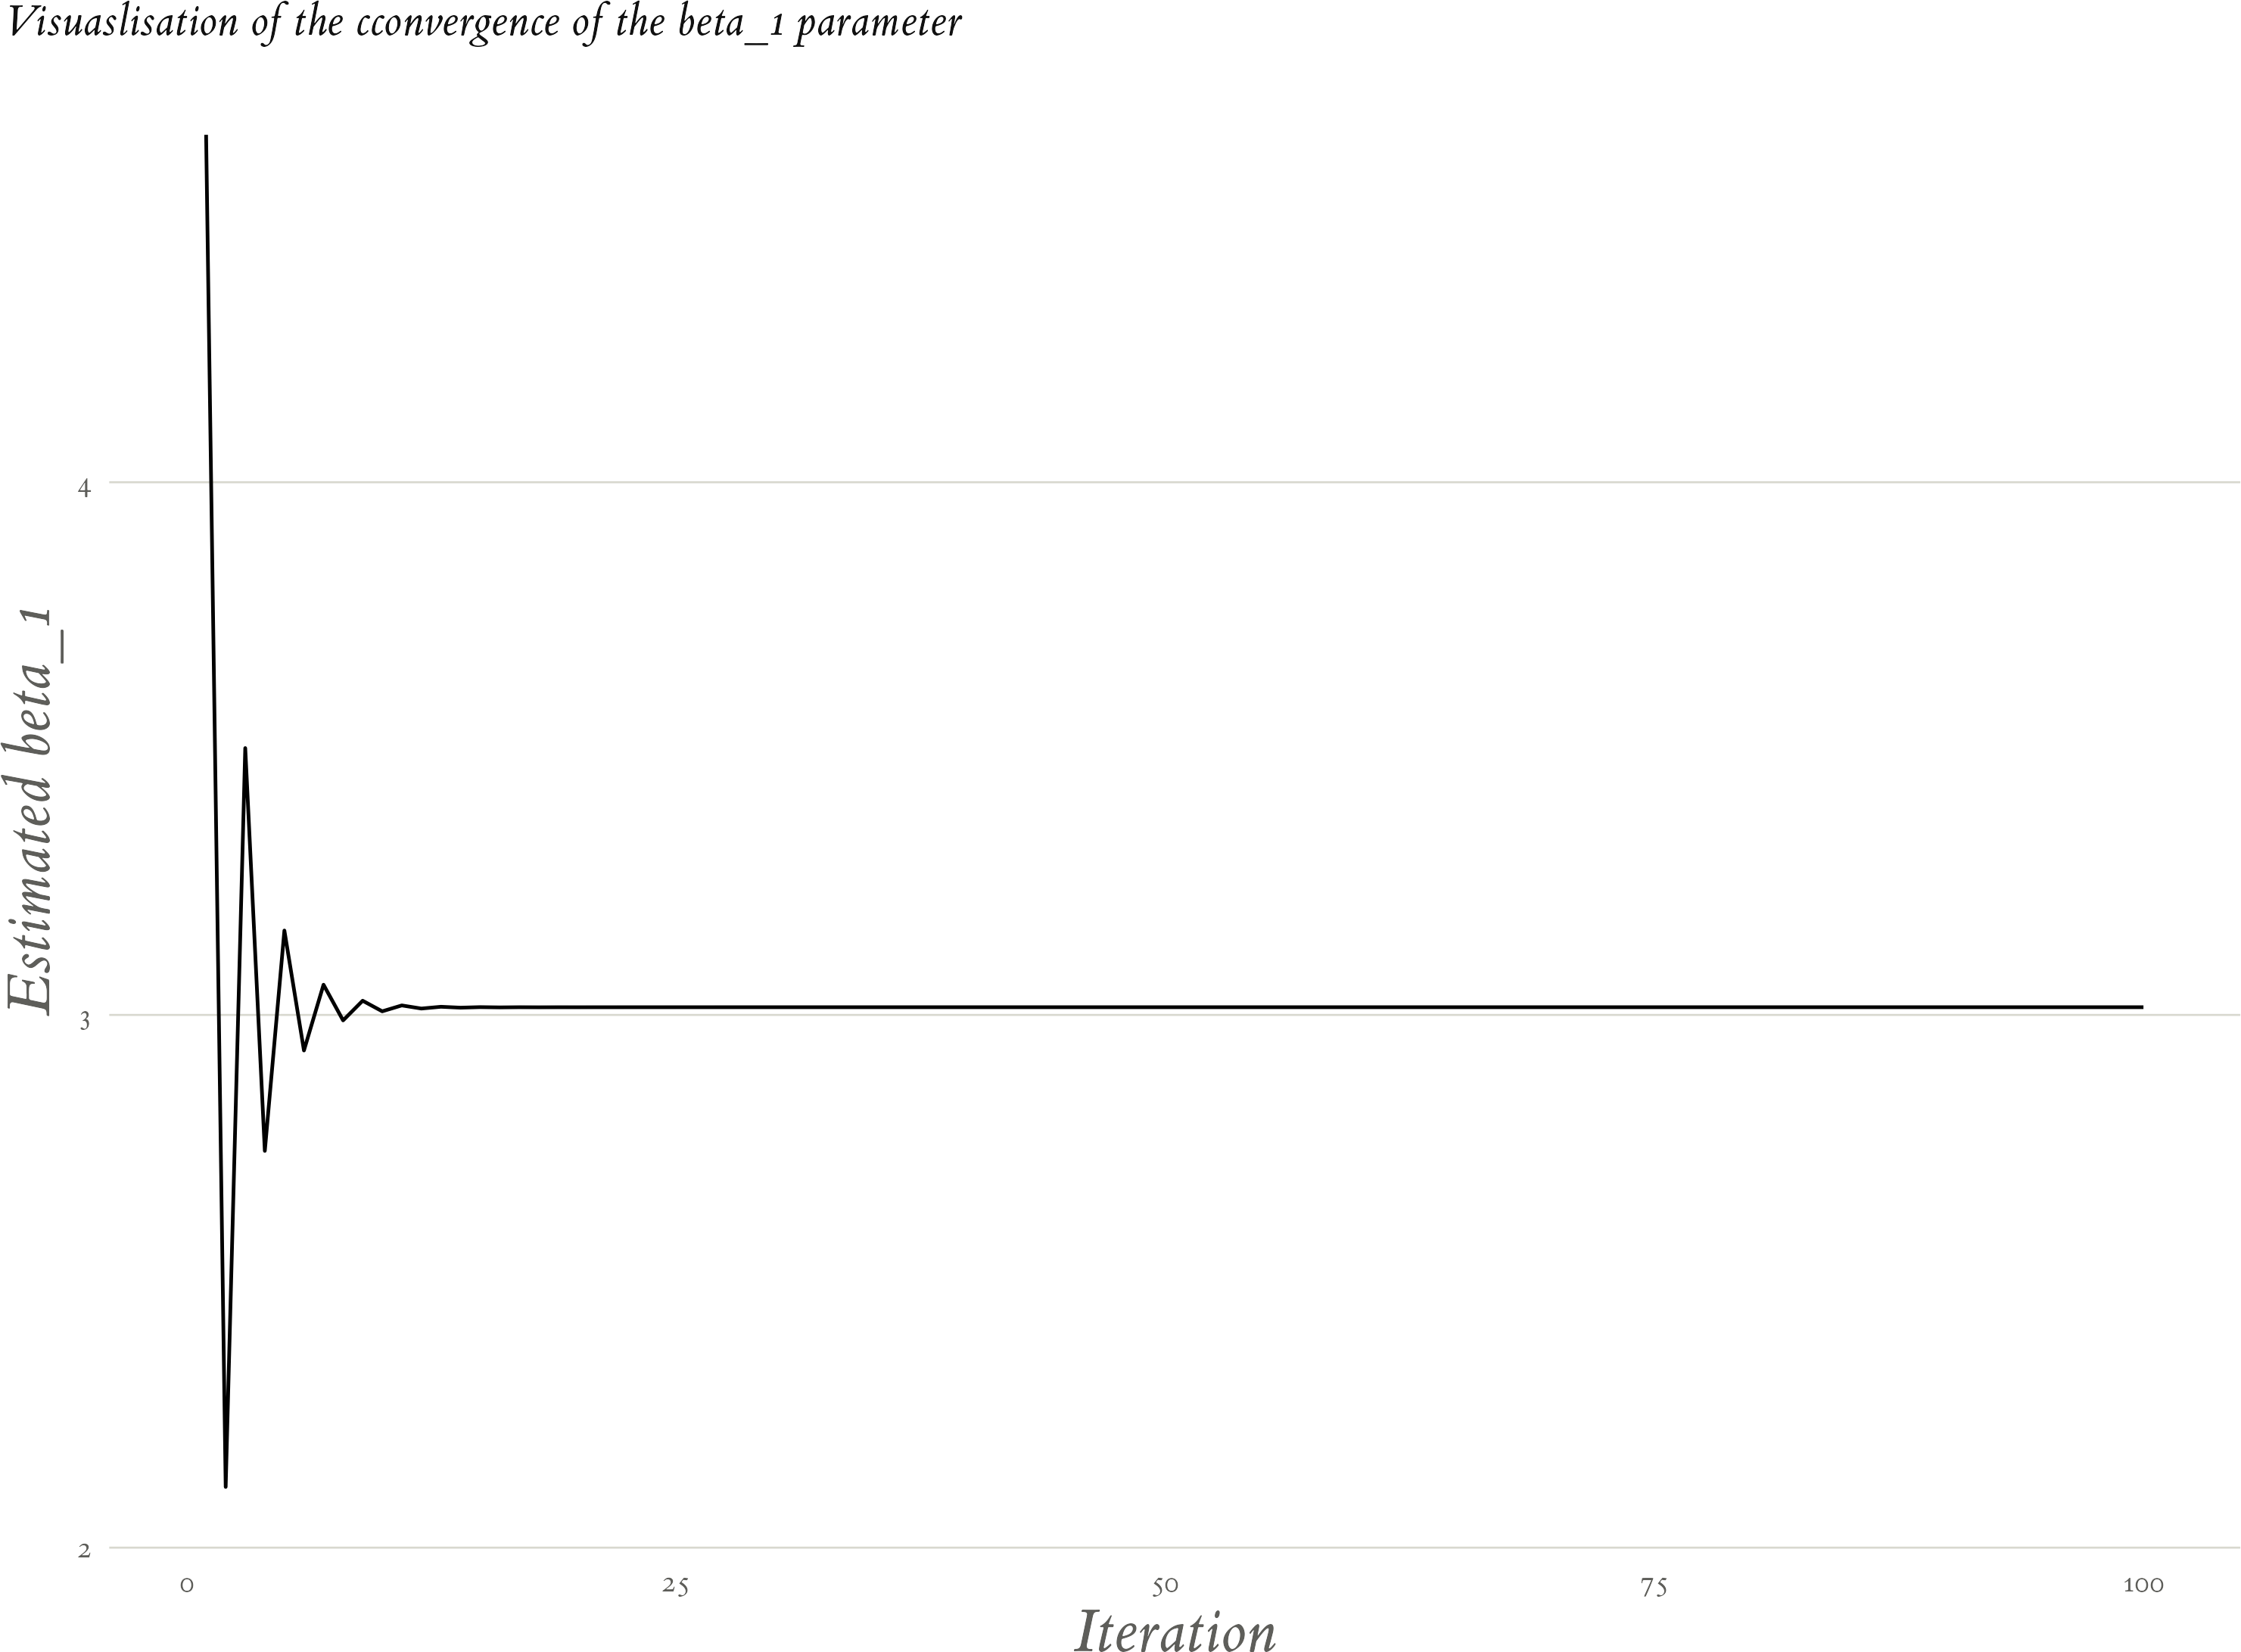 Visuaslisation of the cconvergence of the beta_1 parameter
Estimated beta_1
4
3
2
0 25 50 75 100
Iteration